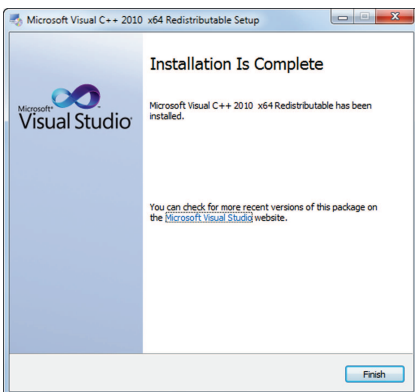 Microsoft Visual C++ 2010 x64 Redistributable Setup
Installation Is Complete
Microsoft®
Visual Studio®
Microsoft Visual C++ 2010 x64 Redistributable has been
installed.
You can check for more recent versions of this package on
the Microsoft Visual Studio website.
Finish